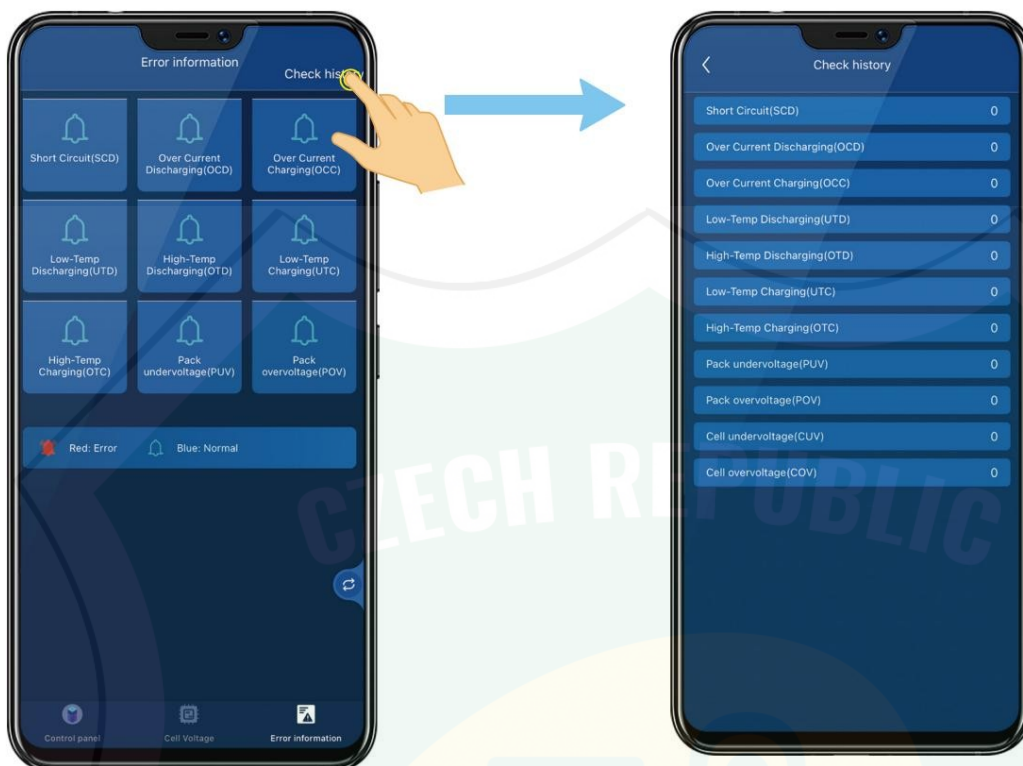 Error information
Check history
Short Circuit(SCD)
Over Current
Discharging(OCD)
Over Current
Charging(OCC)
Low-Temp
Discharging(UTD)
High-Temp
Discharging(OTD)
Low-Temp
Charging(UTC)
High-Temp
Charging(OTC)
Pack
undervoltage(PUV)
Pack
overvoltage(POV)
Red: Error
Blue: Normal
Control panel
Cell Voltage
Error information
Check history
Short Circuit(SCD) 0
Over Current Discharging(OCD) 0
Over Current Charging(OCC) 0
Low-Temp Discharging(UTD) 0
High-Temp Discharging(OTD) 0
Low-Temp Charging(UTC) 0
High-Temp Charging(OTC) 0
Pack undervoltage(PUV) 0
Pack overvoltage(POV) 0
Cell undervoltage(CUV) 0
Cell overvoltage(COV) 0
CZECH REPUBLIC